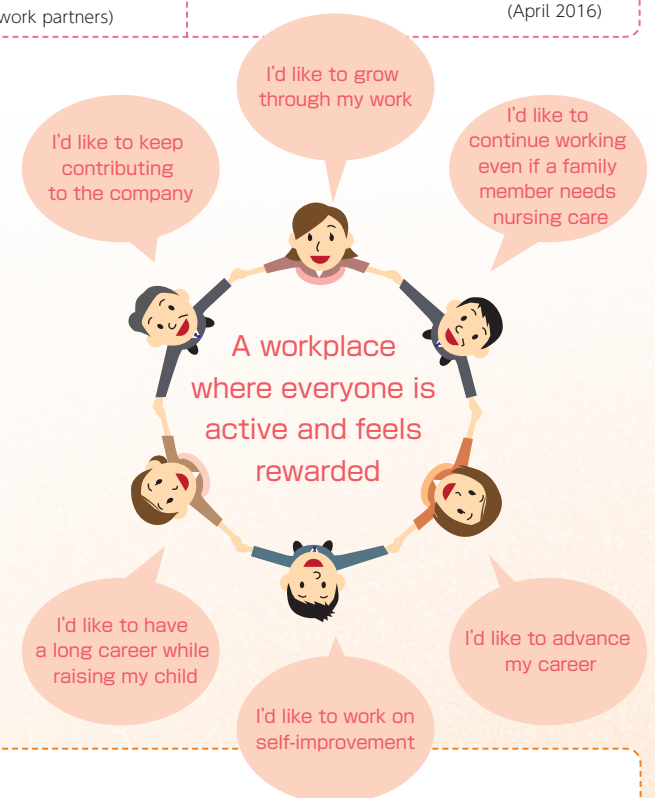 work partners)
(April 2016)
I'd like to grow
through my work
I'd like to keep
contributing
to the company
I'd like to
continue working
even if a family
member needs
nursing care
A workplace
where everyone is
active and feels
rewarded
I'd like to have
a long career while
raising my child
I'd like to advance
my career
I'd like to work on
self-improvement